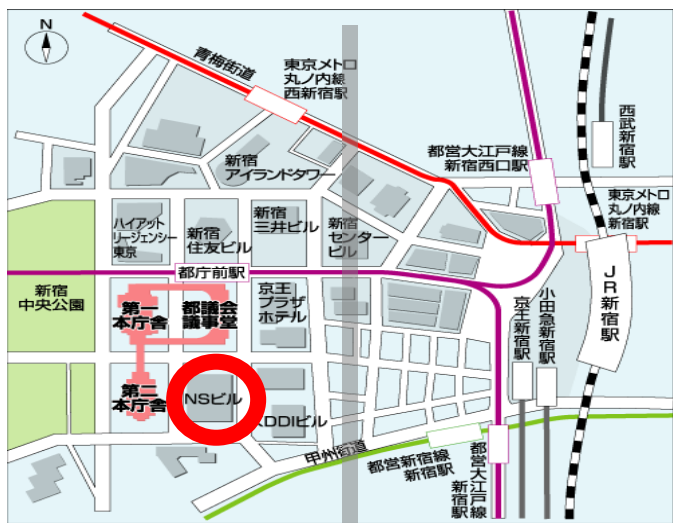 N
青梅街道
東京メトロ
丸ノ内線
西新宿駅
西武新宿駅
都営大江戸線
新宿西口駅
新宿
アイランドタワー
東京メトロ
丸ノ内線
新宿駅
ハイアット
リージェンシー
東京
新宿
住友ビル
新宿
三井ビル
新宿
センター
ビル
都庁前駅
JR新宿駅
新宿
中央公園
第一
本庁舎
都議会
議事堂
京王
プラザ
ホテル
京王新宿駅
小田急新宿駅
第二
本庁舎
NSビル
KDDIビル
甲州街道
都営新宿線
新宿駅
都営大江戸線
新宿駅